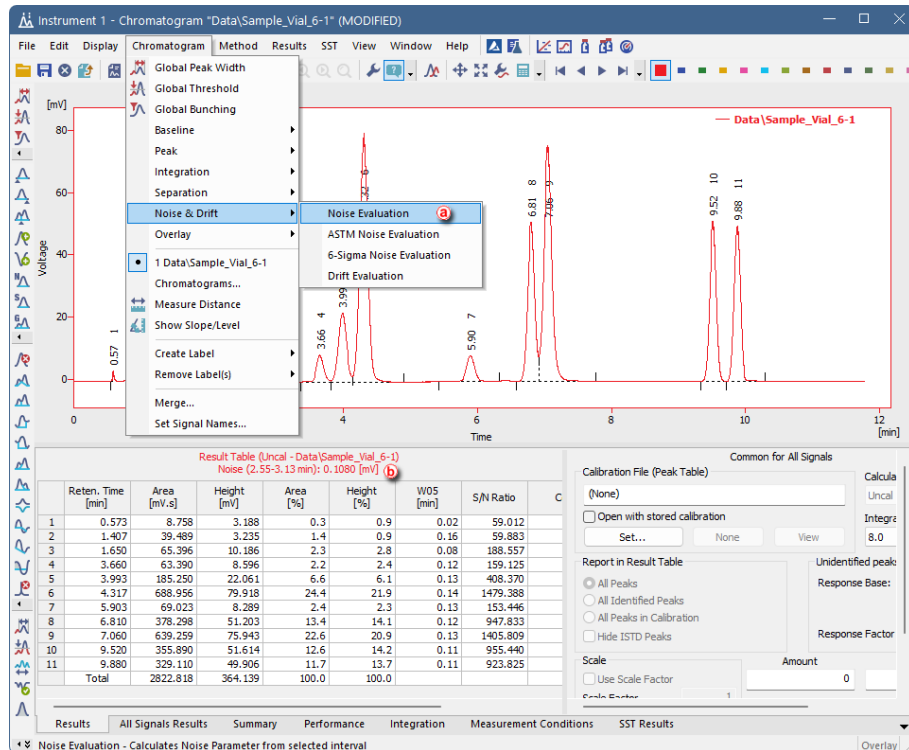 Instrument 1 - Chromatogram "Data\Sample_Vial_6-1" (MODIFIED)
File Edit Display Chromatogram Method Results SST View Window Help
Global Peak Width
Global Threshold
Global Bunching
Baseline
Peak
Integration
Separation
Noise & Drift
Overlay
1 Data\Sample_Vial_6-1
Chromatograms...
Measure Distance
Show Slope/Level
Create Label
Remove Label(s)
Merge...
Set Signal Names...
Noise Evaluation a
ASTM Noise Evaluation
6-Sigma Noise Evaluation
Drift Evaluation
[mV]
80
60
40
20
0
Voltage
Data\Sample_Vial_6-1
0.57 1
3.66 4
3.99
6
5.90 7
6.81 8
7.06 9
9.52 10
9.88 11
0 4 6 8 10 12
Time
[min]
Result Table (Uncal - Data\Sample_Vial_6-1)
Noise (2.55-3.13 min): 0.1080 [mV] b
Reten. Time [min] Area [mV.s] Height [mV] Area [%] Height [%] W05 [min] S/N Ratio C
1 0.573 8.758 3.188 0.3 0.9 0.02 59.012
2 1.407 39.489 3.235 1.4 0.9 0.16 59.883
3 1.650 65.396 10.186 2.3 2.8 0.08 188.557
4 3.660 63.390 8.596 2.2 2.4 0.12 159.125
5 3.993 185.250 22.061 6.6 6.1 0.13 408.370
6 4.317 688.956 79.918 24.4 21.9 0.14 1479.388
7 5.903 69.023 8.289 2.4 2.3 0.13 153.446
8 6.810 378.298 51.203 13.4 14.1 0.12 947.833
9 7.060 639.259 75.943 22.6 20.9 0.13 1405.809
10 9.520 355.890 51.614 12.6 14.2 0.11 955.440
11 9.880 329.110 49.906 11.7 13.7 0.11 923.825
Total 2822.818 364.139 100.0 100.0
Common for All Signals
Calibration File (Peak Table)
(None)
Open with stored calibration
Set... None View
Calcula
Uncal
Integra
8.0
Report in Result Table
All Peaks
All Identified Peaks
All Peaks in Calibration
Hide ISTD Peaks
Unidentified peak
Response Base:
Response Factor
Scale
Use Scale Factor
Scale Factor 1
Amount
0
Results All Signals Results Summary Performance Integration Measurement Conditions SST Results
Noise Evaluation - Calculates Noise Parameter from selected interval
Overlay